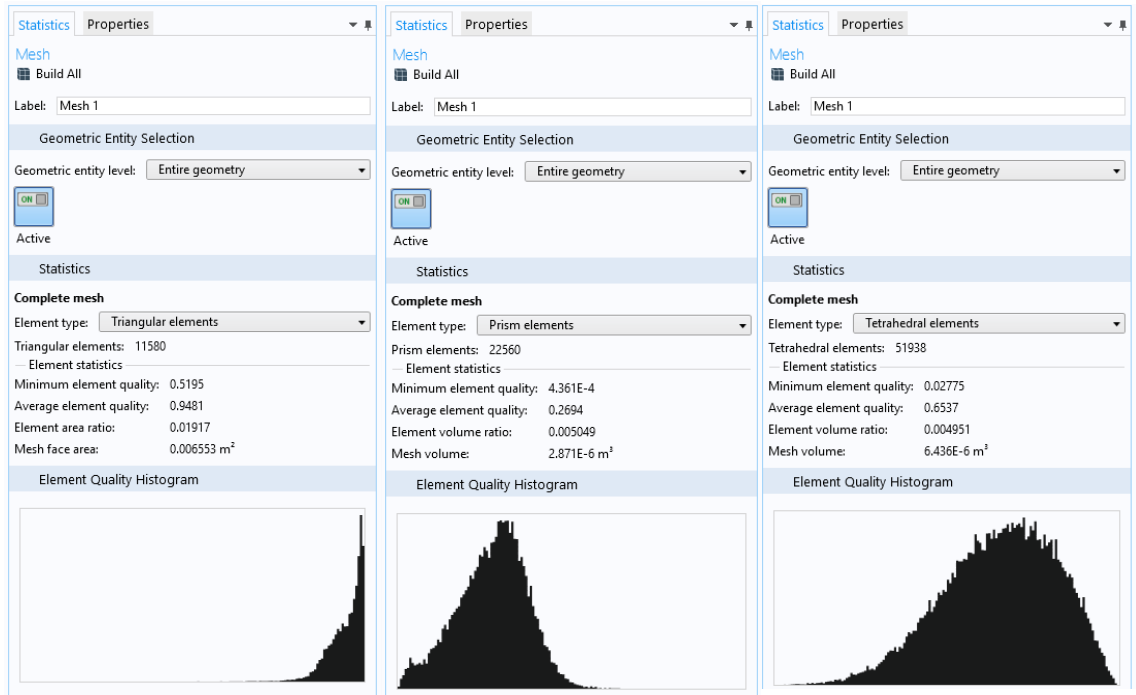 Statistics Properties
Mesh
Build All
Label: Mesh 1
Geometric Entity Selection
Geometric entity level: Entire geometry
ON
Active
Statistics
Complete mesh
Element type: Triangular elements
Triangular elements: 11580
Element statistics
Minimum element quality: 0.5195
Average element quality: 0.9481
Element area ratio: 0.01917
Mesh face area: 0.006553 m²
Element Quality Histogram
Statistics Properties
Mesh
Build All
Label: Mesh 1
Geometric Entity Selection
Geometric entity level: Entire geometry
ON
Active
Statistics
Complete mesh
Element type: Prism elements
Prism elements: 22560
Element statistics
Minimum element quality: 4.361E-4
Average element quality: 0.2694
Element volume ratio: 0.005049
Mesh volume: 2.871E-6 m³
Element Quality Histogram
Statistics Properties
Mesh
Build All
Label: Mesh 1
Geometric Entity Selection
Geometric entity level: Entire geometry
ON
Active
Statistics
Complete mesh
Element type: Tetrahedral elements
Tetrahedral elements: 51938
Element statistics
Minimum element quality: 0.02775
Average element quality: 0.6537
Element volume ratio: 0.004951
Mesh volume: 6.436E-6 m³
Element Quality Histogram